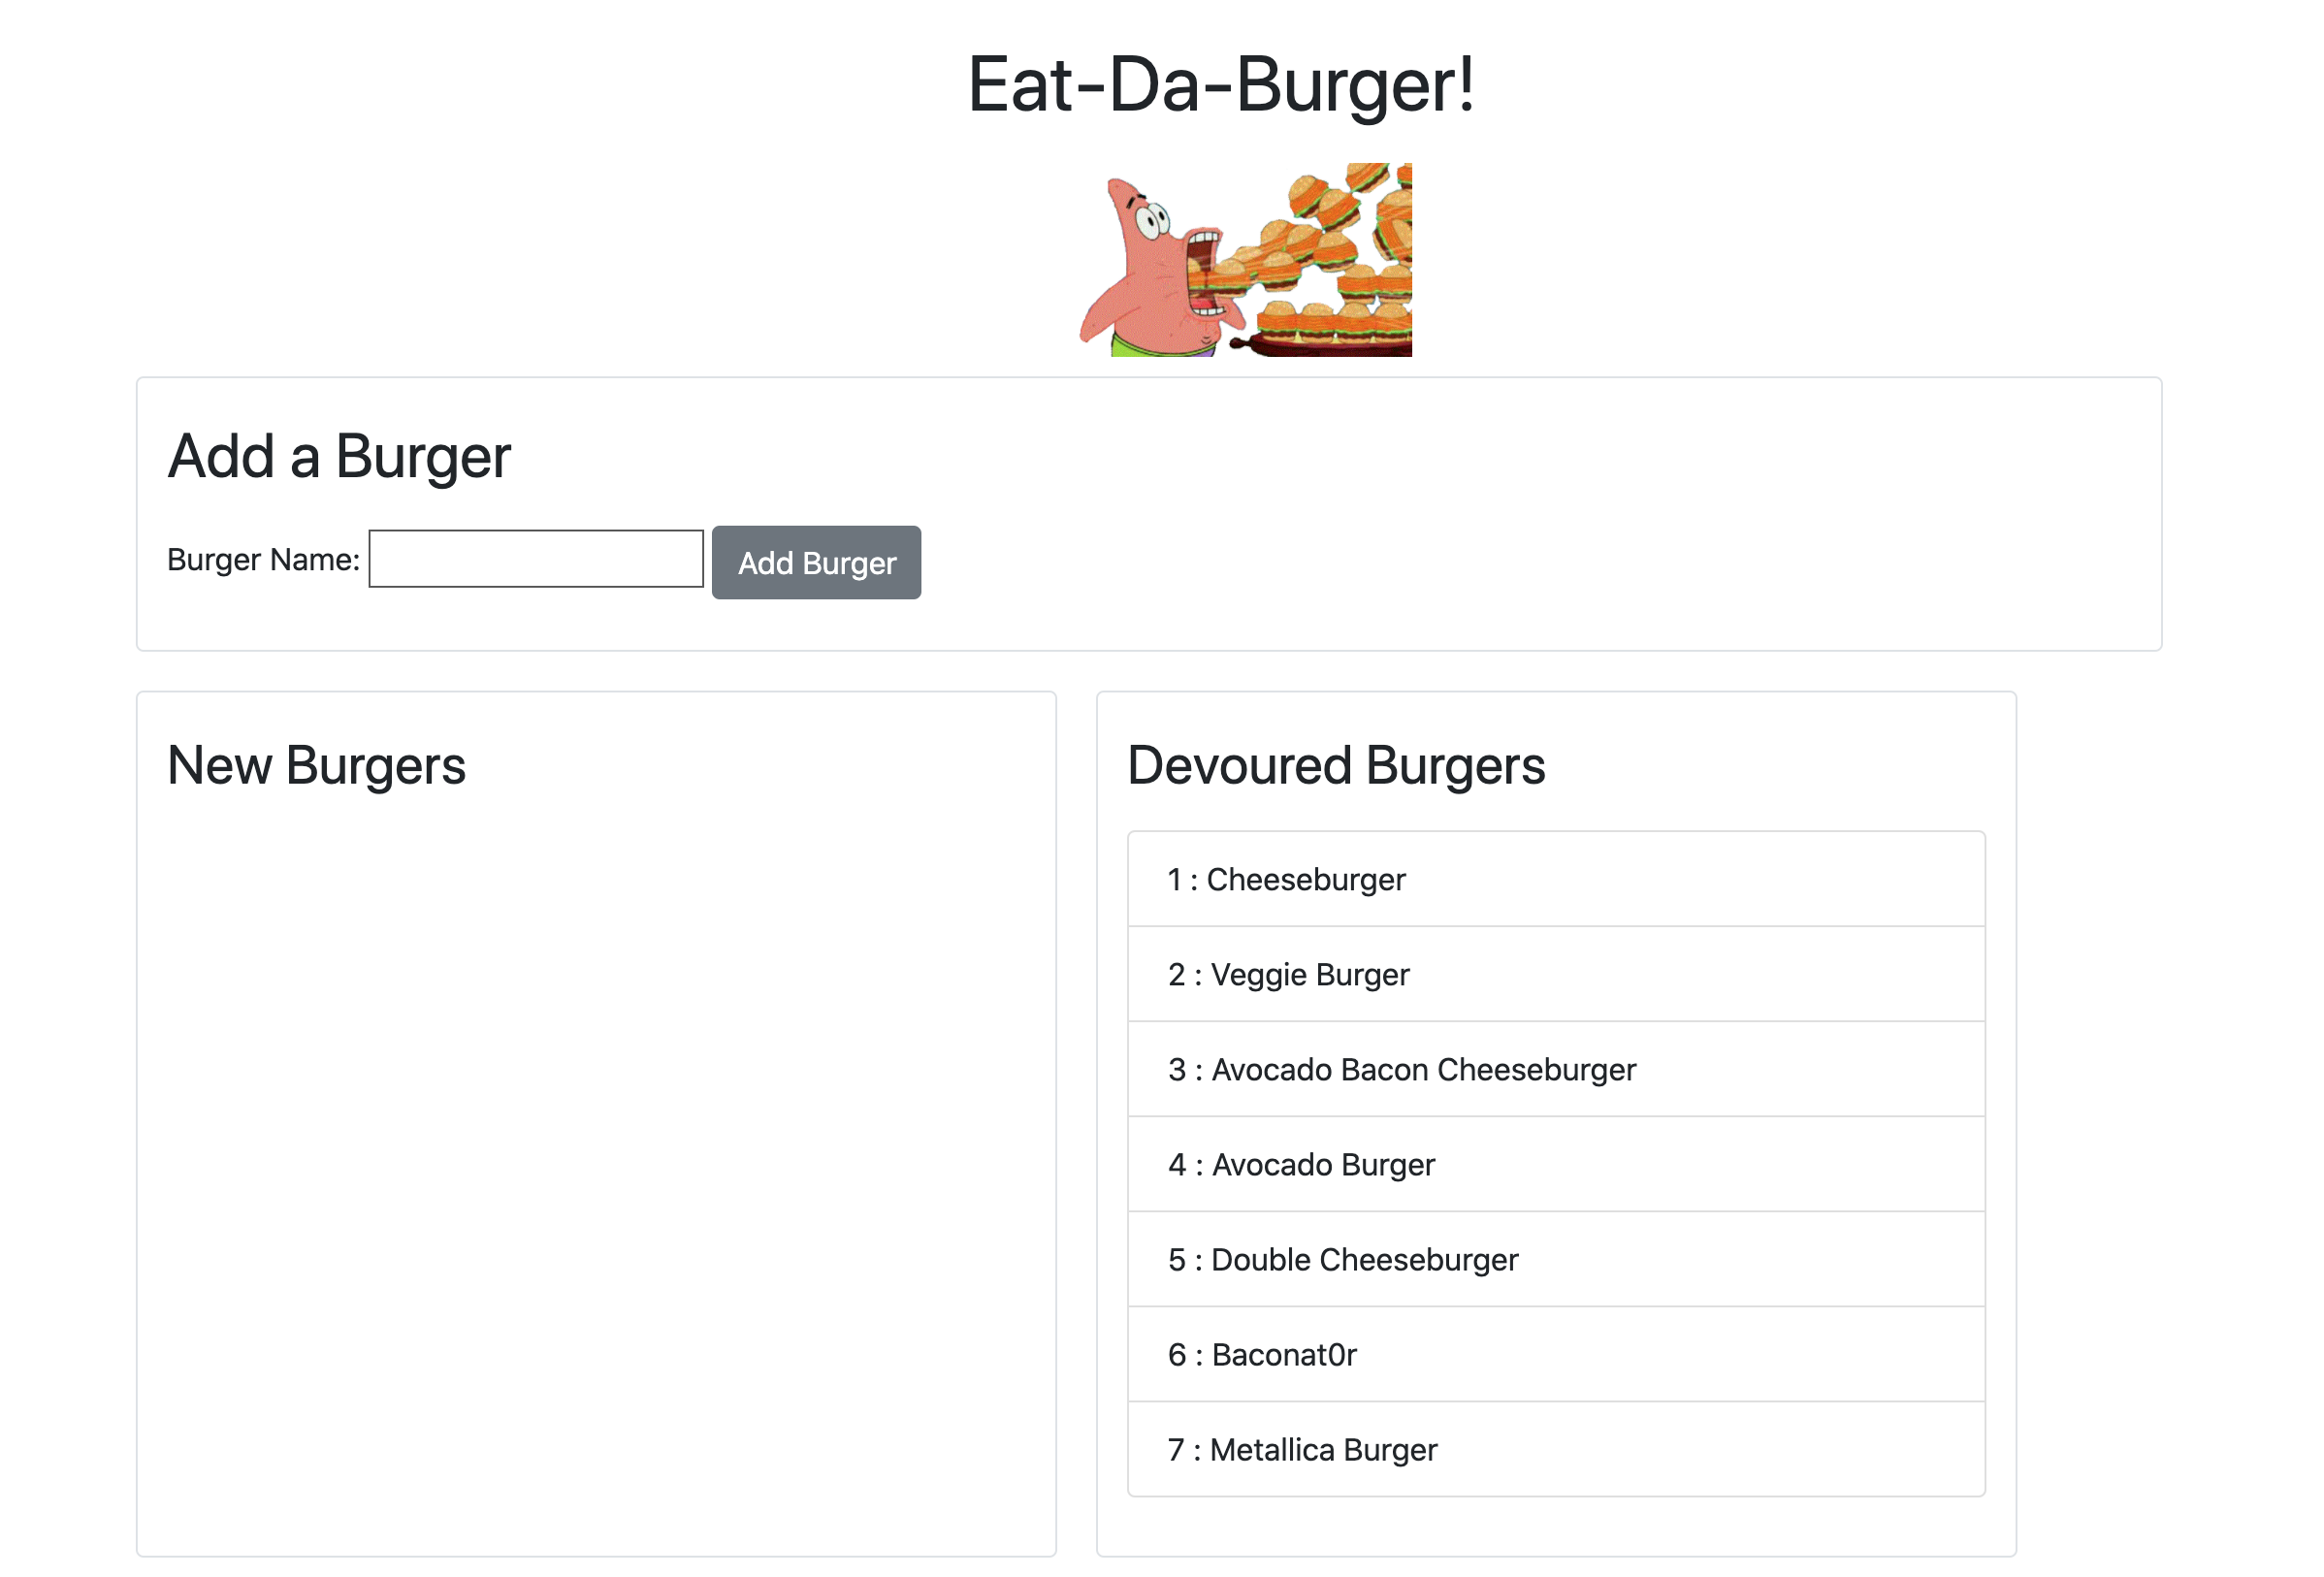 Eat-Da-Burger!
Add a Burger
Burger Name: Add Burger
New Burgers
Devoured Burgers
1 : Cheeseburger
2 : Veggie Burger
3 : Avocado Bacon Cheeseburger
4 : Avocado Burger
5 : Double Cheeseburger
6 : Baconat0r
7 : Metallica Burger